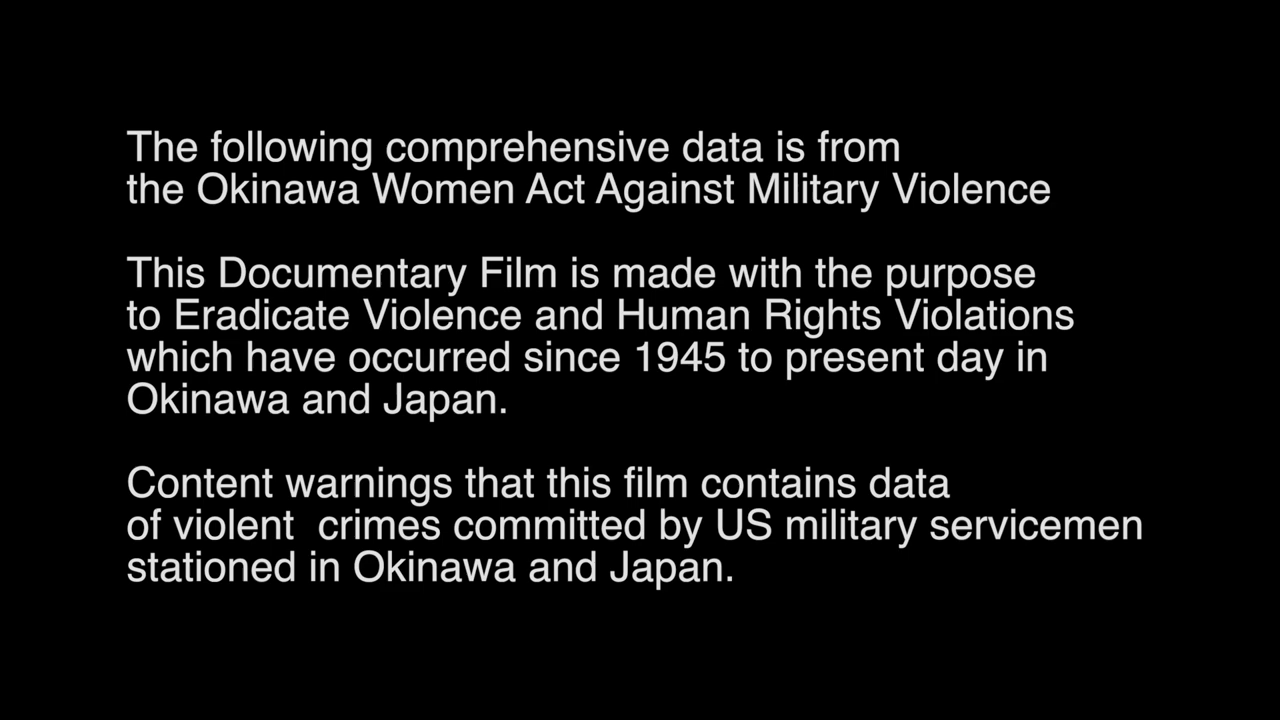 The following comprehensive data is from
the Okinawa Women Act Against Military Violence
This Documentary Film is made with the purpose
to Eradicate Violence and Human Rights Violations
which have occurred since 1945 to present day in
Okinawa and Japan.
Content warnings that this film contains data
of violent  crimes committed by US military servicemen
stationed in Okinawa and Japan.